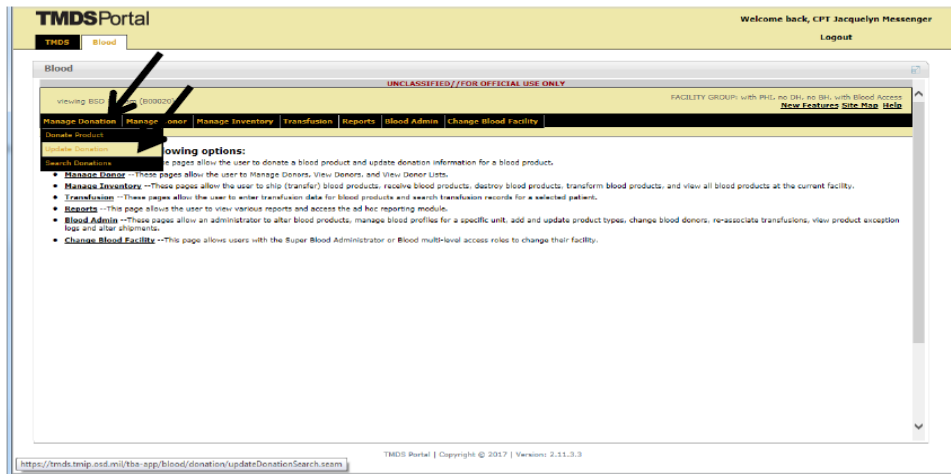 TMDSPortal
Welcome back, CPT Jacquelyn Messenger
Logout
TMDS Blood
Blood
UNCLASSIFIED//FOR OFFICIAL USE ONLY
viewing BSD (B00020)
FACILITY GROUP: with PHI, no DH, no BH, with Blood Access
New Features Site Map Help
Manage Donation Manage Donor Manage Inventory Transfusion Reports Blood Admin Change Blood Facility
Donate Product
Update Donation
owing options:
Search Donations
e pages allow the user to donate a blood product and update donation information for a blood product.
• Manage Donor --These pages allow the user to Manage Donors, View Donors, and View Donor Lists.
• Manage Inventory --These pages allow the user to ship (transfer) blood products, receive blood products, destroy blood products, transform blood products, and view all blood products at the current facility.
• Transfusion --These pages allow the user to enter transfusion data for blood products and search transfusion records for a selected patient.
• Reports --This page allows the user to view various reports and access the ad hoc reporting module.
• Blood Admin --These pages allow an administrator to alter blood products, manage blood profiles for a specific unit, add and update product types, change blood donors, re-associate transfusions, view product exception
logs and alter shipments.
• Change Blood Facility --This page allows users with the Super Blood Administrator or Blood multi-level access roles to change their facility.
TMDS Portal | Copyright © 2017 | Version: 2.11.3.3
https://tmds.tmip.osd.mil/tba-app/blood/donation/updateDonationSearch.seam